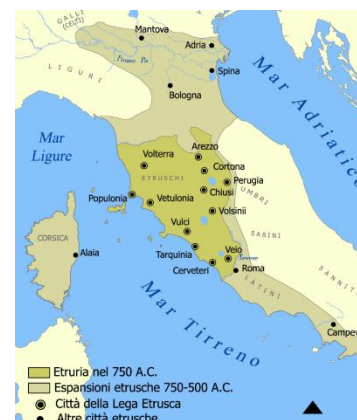 GALLI
(CELTI)
Mantova
Adria
Fiume Po
Spina
LIGURI
Bologna
Mar Adriatico
Mar
Ligure
Arezzo
Volterra
Cortona
ETRUSCHI
Perugia
Chiusi
UMBRI
Populonia
Vetulonia
Volsinii
Vulci
SABINI
CORSICA
Alaia
Tarquinia
Veio
Tevere
Cerveteri
Roma
SANNITI
LATINI
Mar Tirreno
Etruria nel 750 A.C.
Espansioni etrusche 750-500 A.C.
Città della Lega Etrusca
Altre città etrusche